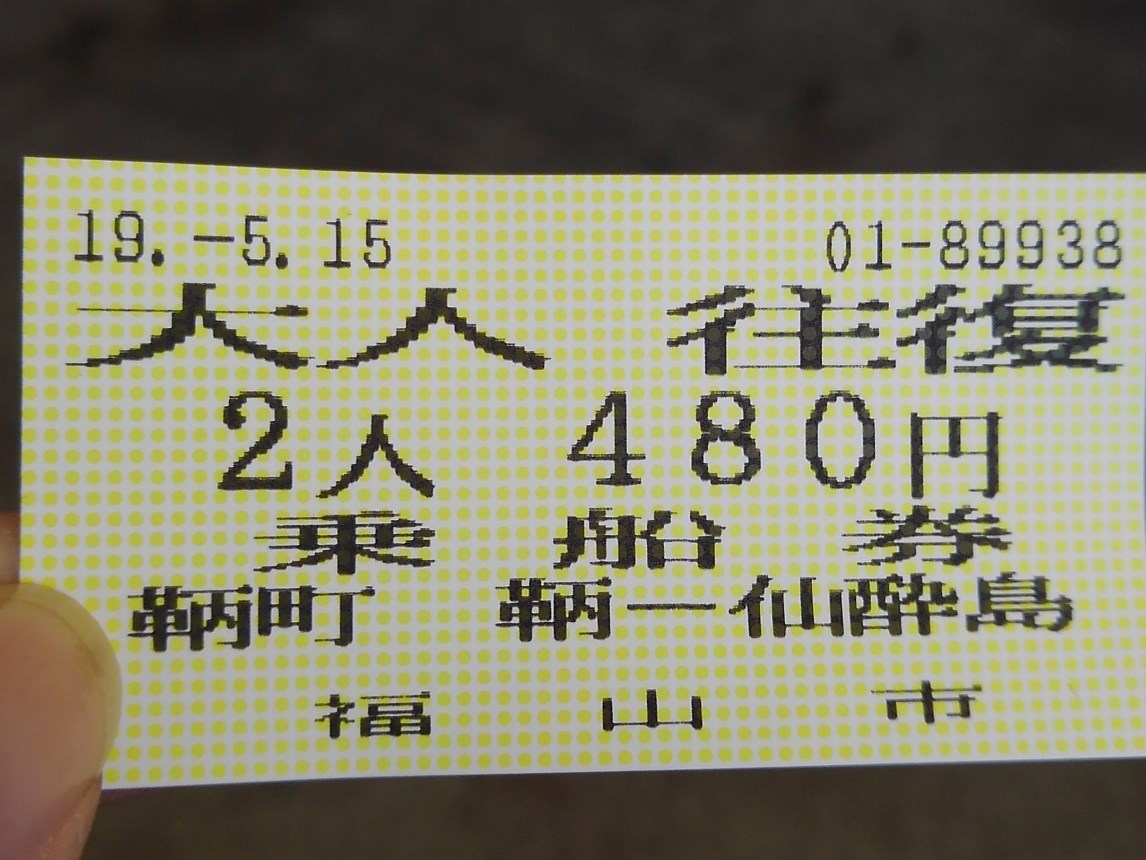 19.-5.15 01-89938
大人 往復
2人 480円
乗船券
鞆町 鞆―仙酔島
福山市